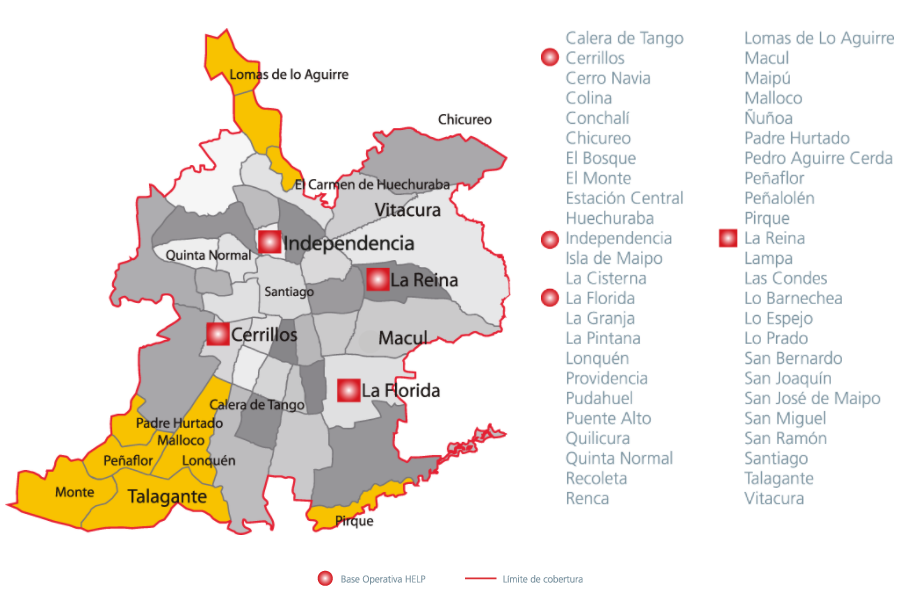 Lomas de lo Aguirre
Chicureo
El Carmen de Huechuraba
Vitacura
Independencia
Quinta Normal
La Reina
Santiago
Cerrillos
Macul
La Florida
Calera de Tango
Padre Hurtado
Malloco
Peñaflor
Lonquén
Monte
Talagante
Pirque
Calera de Tango
Cerrillos
Cerro Navia
Colina
Conchalí
Chicureo
El Bosque
El Monte
Estación Central
Huechuraba
Independencia
Isla de Maipo
La Cisterna
La Florida
La Granja
La Pintana
Lonquén
Providencia
Pudahuel
Puente Alto
Quilicura
Quinta Normal
Recoleta
Renca
Lomas de Lo Aguirre
Macul
Maipú
Malloco
Ñuñoa
Padre Hurtado
Pedro Aguirre Cerda
Peñaflor
Peñalolén
Pirque
La Reina
Lampa
Las Condes
Lo Barnechea
Lo Espejo
Lo Prado
San Bernardo
San Joaquín
San José de Maipo
San Miguel
San Ramón
Santiago
Talagante
Vitacura
Base Operativa HELP
Límite de cobertura